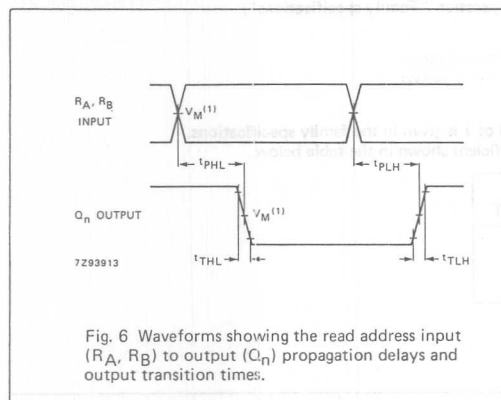 RA, RB
INPUT
VM(1)
tPHL
tPLH
Qn OUTPUT
VM(1)
7Z93913
tTHL
tTLH
Fig. 6 Waveforms showing the read address input
(RA, RB) to output (Qn) propagation delays and
output transition times.